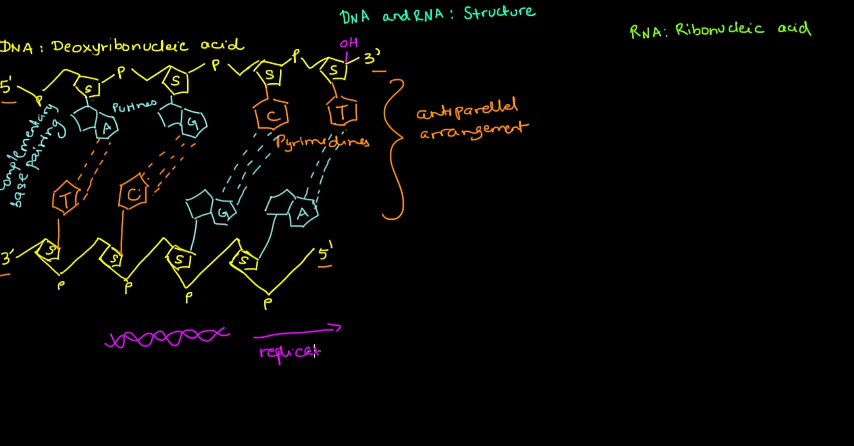 DNA and RNA: Structure
RNA: Ribonucleic acid
DNA: Deoxyribonucleic acid
OH
5' P S P S P S P S 3'
Complementary
base pairing
Purines
A G C T
Pyrimidines
antiparallel
arrangement
T C G A
3' S S S S 5'
P P P P
replicat